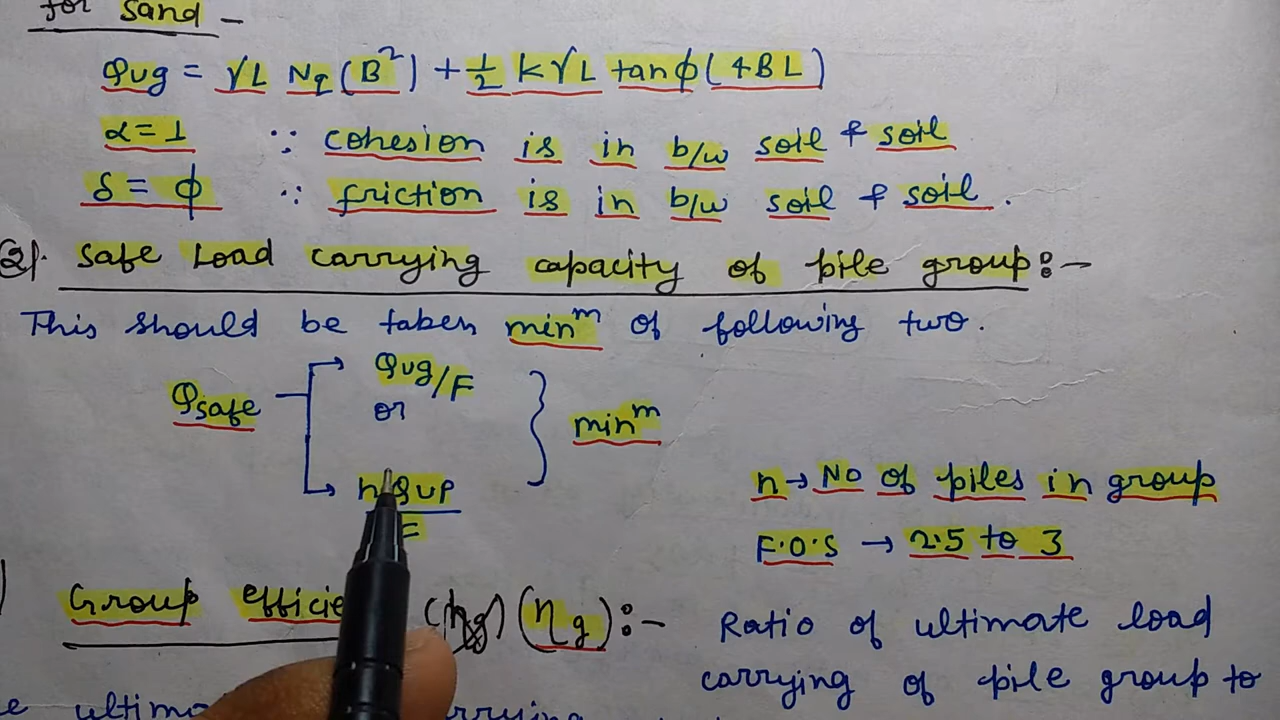 for Sand -
Qug = γL Nq (B²) + 1/2 KγL tanϕ (4BL)
α = 1 ∵ cohesion is in b/w soil & soil
δ = ϕ ∵ friction is in b/w soil & soil.
(2). Safe Load carrying capacity of pile group :-
This should be taken minᵐ of following two.
Qug/F
Qsafe or minᵐ
nQup
n → No of piles in group
F.O.S → 2.5 to 3
Group (ηg) :- Ratio of ultimate load
carrying of pile group to